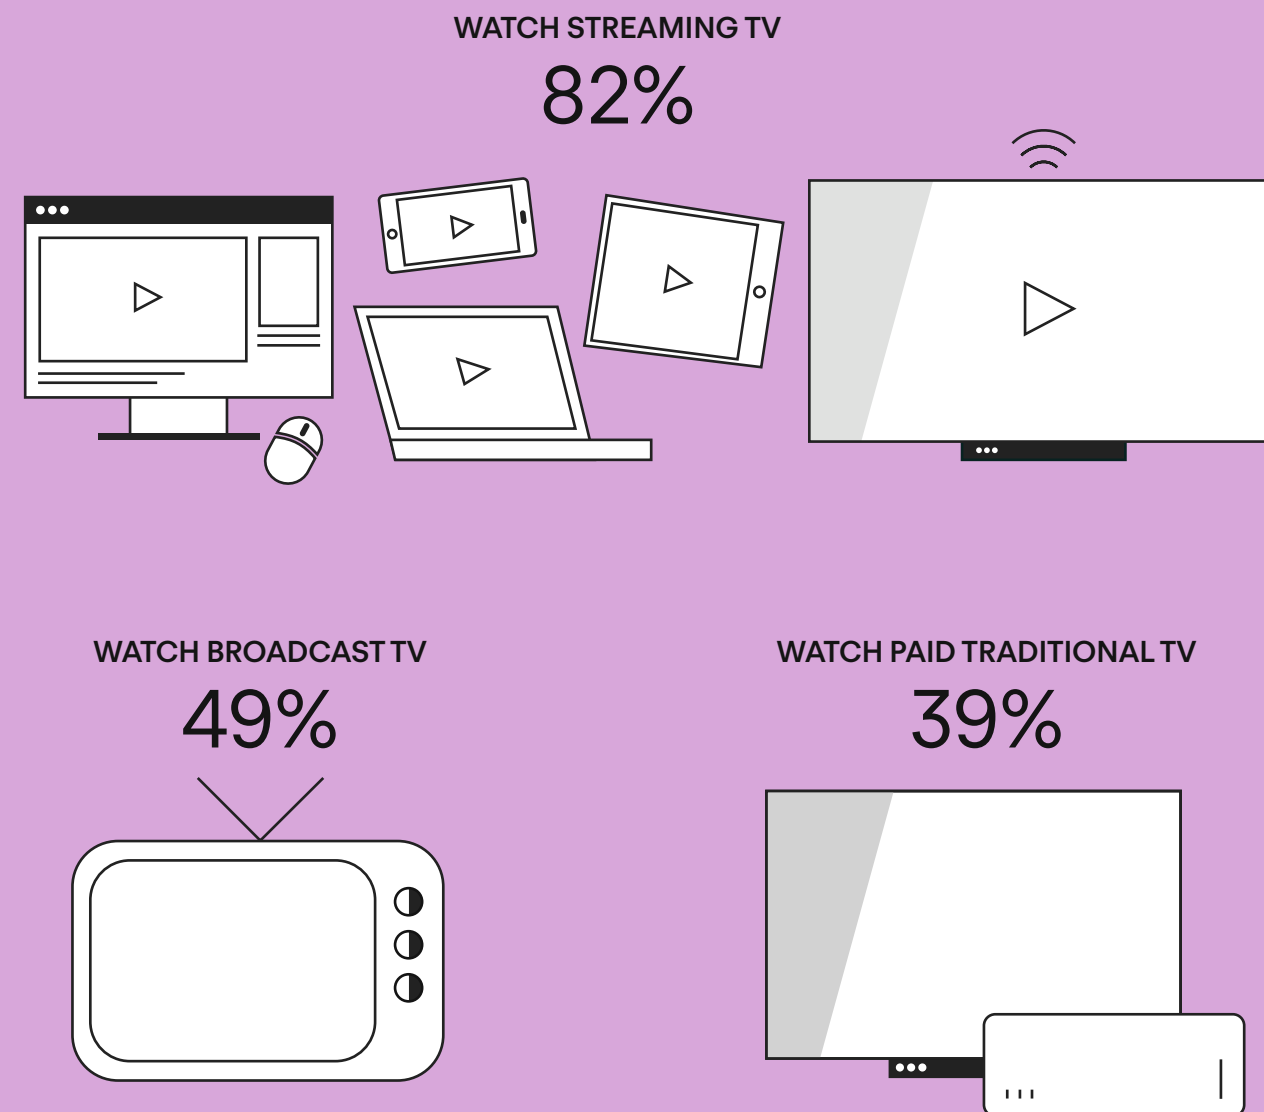 WATCH STREAMING TV
82%
WATCH BROADCAST TV
49%
WATCH PAID TRADITIONAL TV
39%